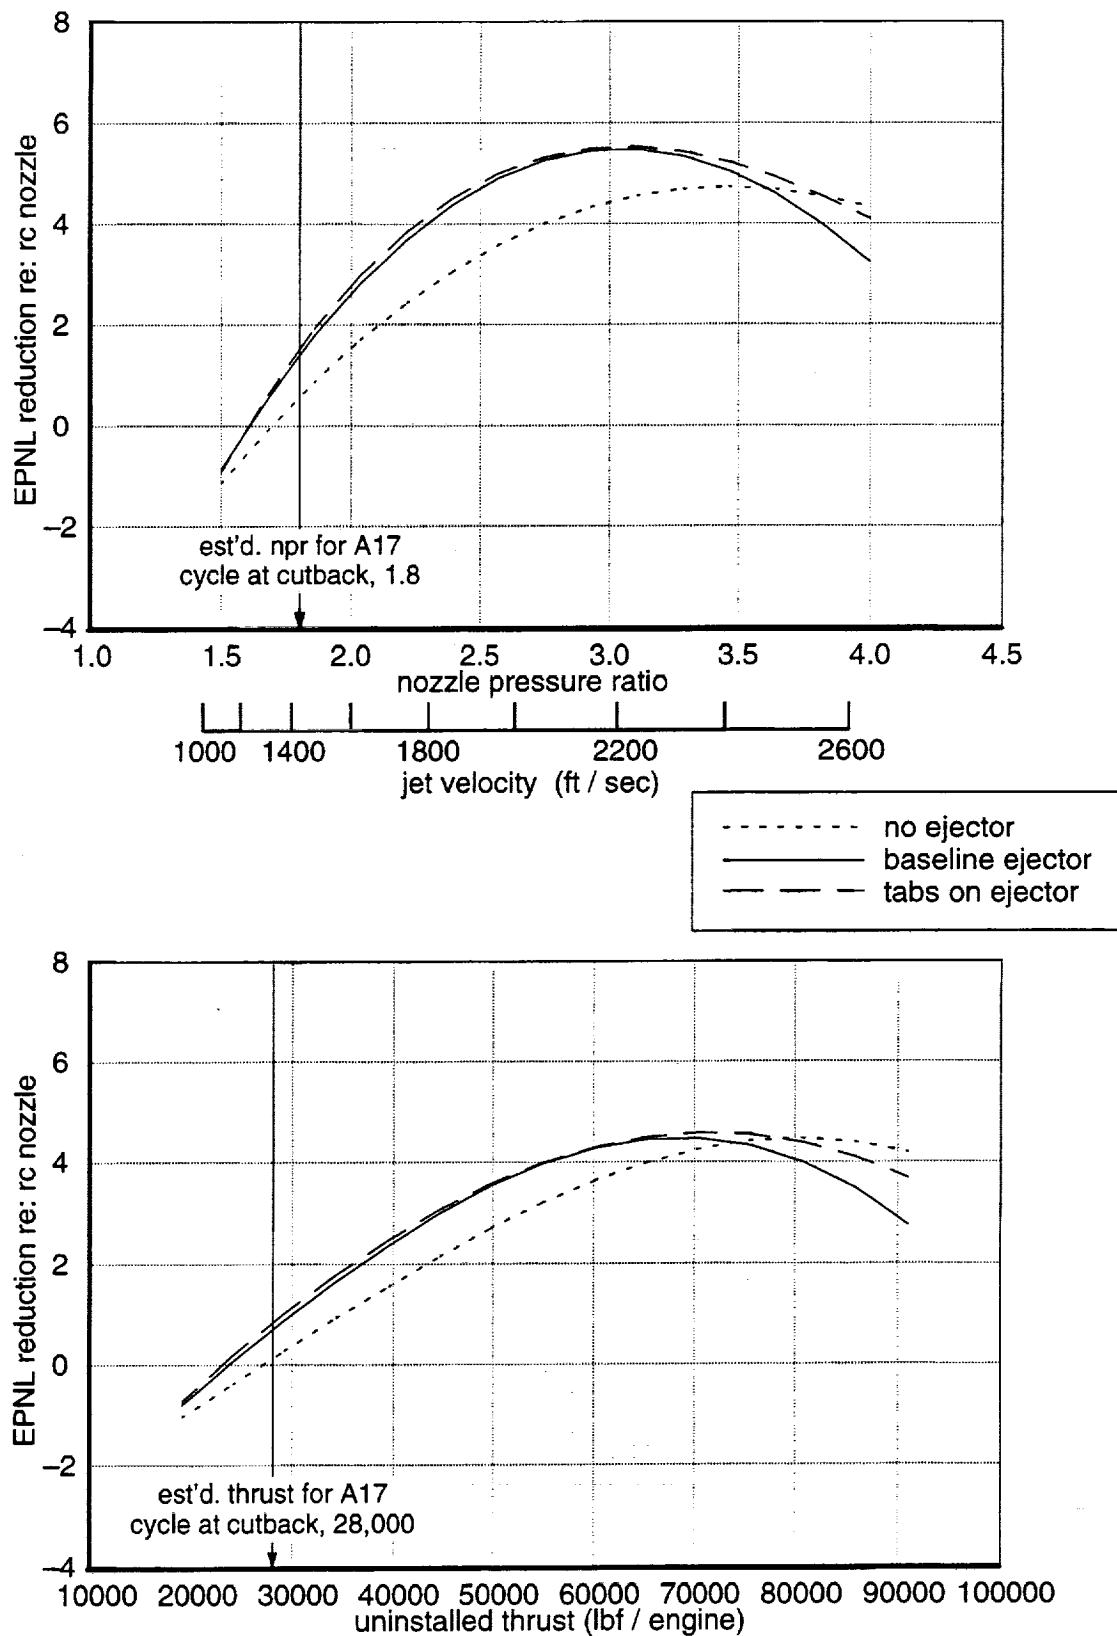 8
6
4
2
0
−2
−4
EPNL reduction re: rc nozzle
est'd. npr for A17
cycle at cutback, 1.8
1.0 1.5 2.0 2.5 3.0 3.5 4.0 4.5
nozzle pressure ratio
1000 1400 1800 2200 2600
jet velocity (ft / sec)
no ejector
baseline ejector
tabs on ejector
8
6
4
2
0
−2
−4
EPNL reduction re: rc nozzle
est'd. thrust for A17
cycle at cutback, 28,000
10000 20000 30000 40000 50000 60000 70000 80000 90000 100000
uninstalled thrust (lbf / engine)